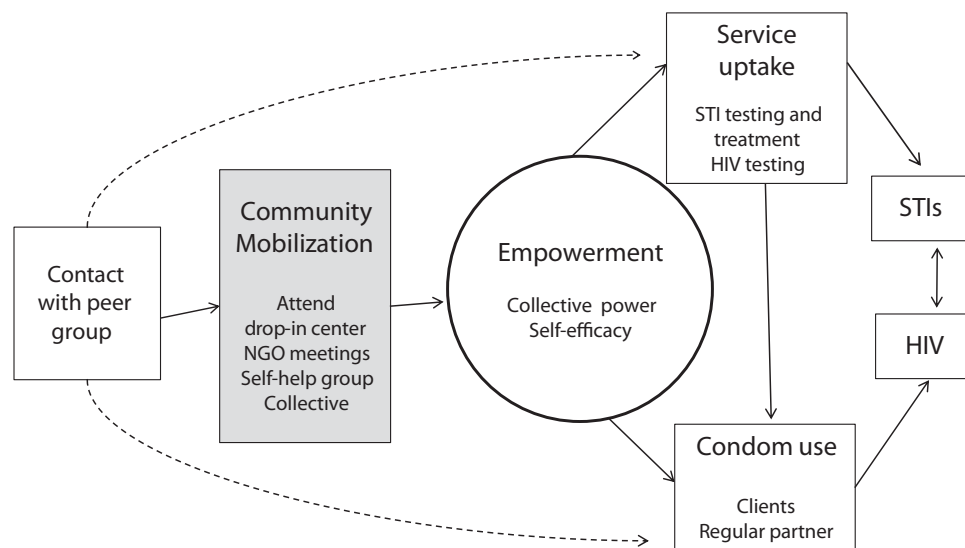 Contact
with peer
group
Community
Mobilization
Attend
drop-in center
NGO meetings
Self-help group
Collective
Empowerment
Collective power
Self-efficacy
Service
uptake
STI testing and
treatment
HIV testing
Condom use
Clients
Regular partner
STIs
HIV